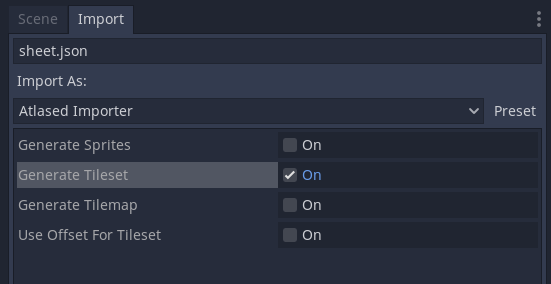 Scene Import
sheet.json
Import As:
Atlased Importer Preset
Generate Sprites On
Generate Tileset On
Generate Tilemap On
Use Offset For Tileset On